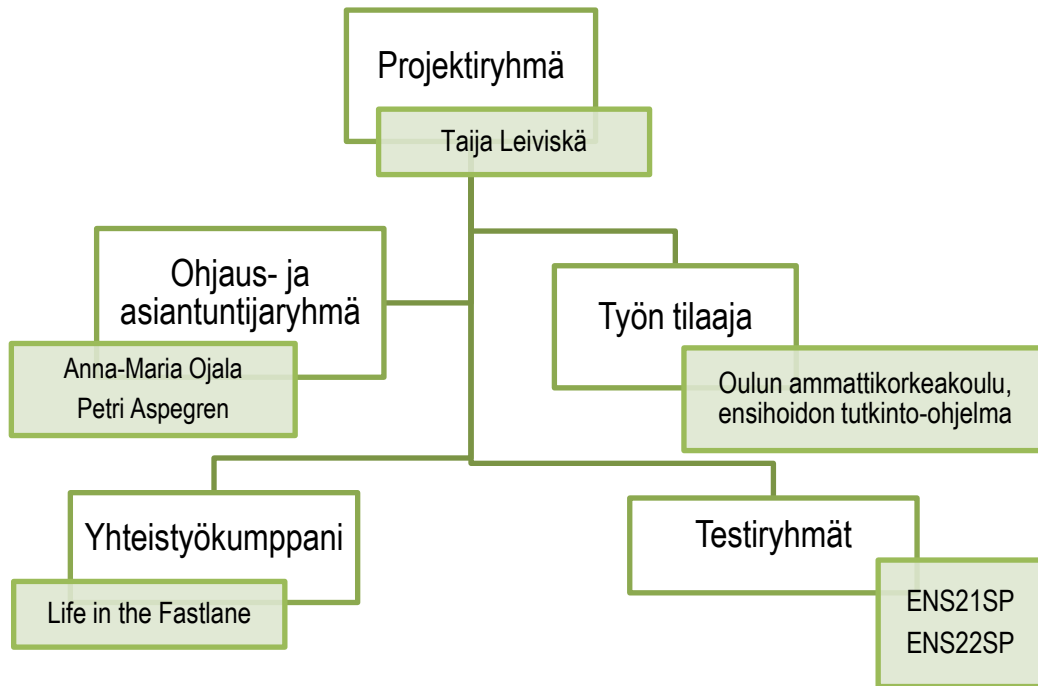 Projektiryhmä
Taija Leiviskä
Ohjaus- ja
asiantuntijaryhmä
Anna-Maria Ojala
Petri Aspegren
Työn tilaaja
Oulun ammattikorkeakoulu,
ensihoidon tutkinto-ohjelma
Yhteistyökumppani
Life in the Fastlane
Testiryhmät
ENS21SP
ENS22SP